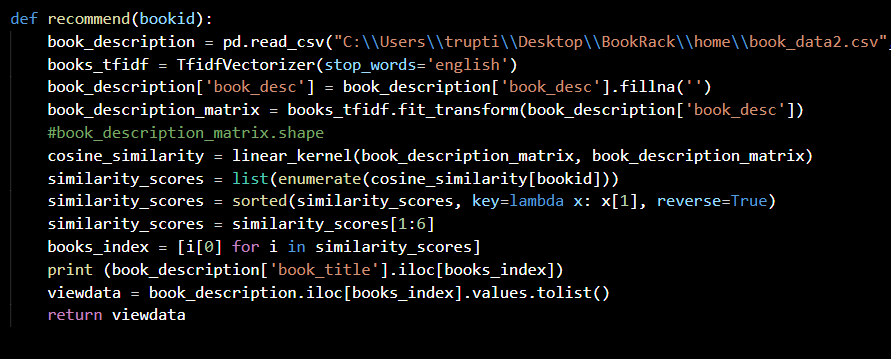 def recommend(bookid):
    book_description = pd.read_csv("C:\\Users\\trupti\\Desktop\\BookRack\\home\\book_data2.csv",
    books_tfidf = TfidfVectorizer(stop_words='english')
    book_description['book_desc'] = book_description['book_desc'].fillna('')
    book_description_matrix = books_tfidf.fit_transform(book_description['book_desc'])
    #book_description_matrix.shape
    cosine_similarity = linear_kernel(book_description_matrix, book_description_matrix)
    similarity_scores = list(enumerate(cosine_similarity[bookid]))
    similarity_scores = sorted(similarity_scores, key=lambda x: x[1], reverse=True)
    similarity_scores = similarity_scores[1:6]
    books_index = [i[0] for i in similarity_scores]
    print (book_description['book_title'].iloc[books_index])
    viewdata = book_description.iloc[books_index].values.tolist()
    return viewdata